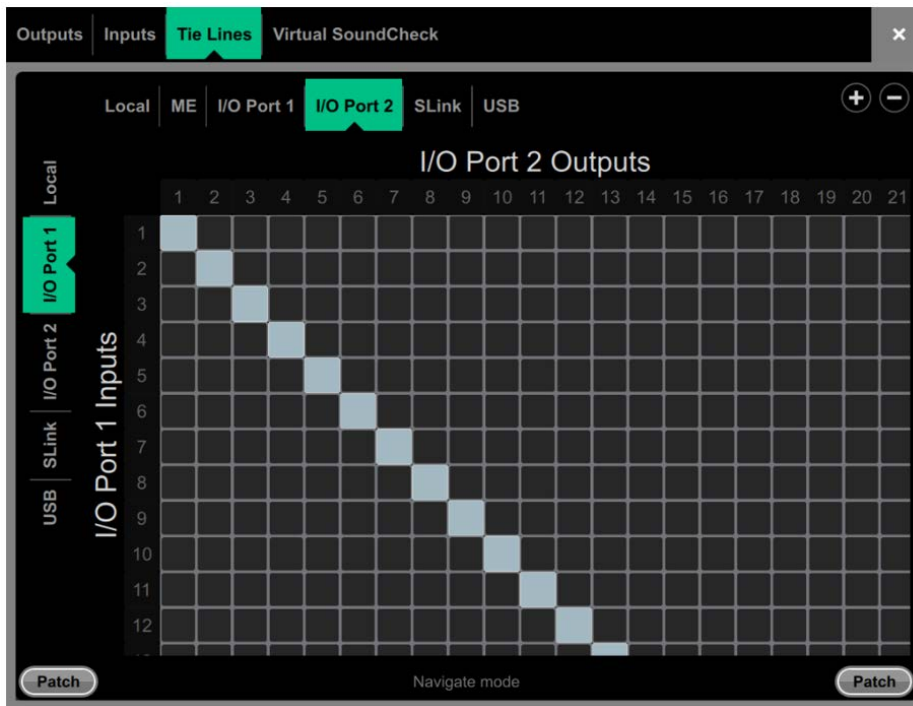 Outputs Inputs Tie Lines Virtual SoundCheck ×
Local ME I/O Port 1 I/O Port 2 SLink USB + −
I/O Port 2 Outputs
1 2 3 4 5 6 7 8 9 10 11 12 13 14 15 16 17 18 19 20 21
Local
I/O Port 1
I/O Port 2
SLink
USB
I/O Port 1 Inputs
1
2
3
4
5
6
7
8
9
10
11
12
Patch Navigate mode Patch